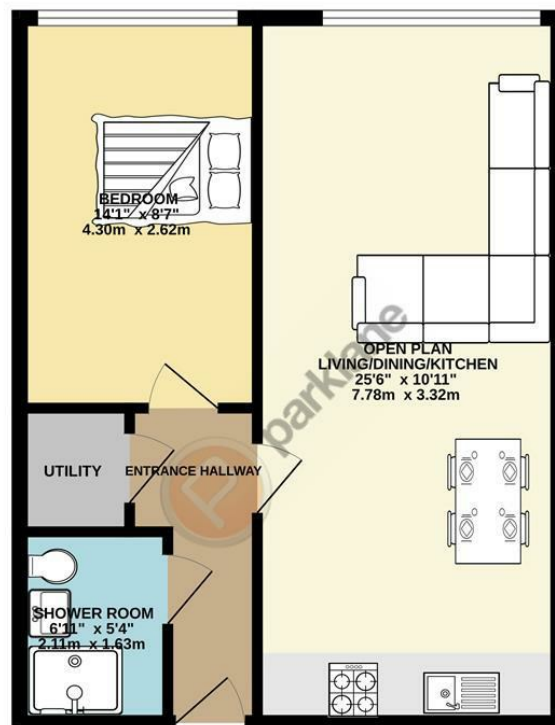 BEDROOM
14'1" x 8'7"
4.30m x 2.62m
OPEN PLAN
LIVING/DINING/KITCHEN
25'6" x 10'11"
7.78m x 3.32m
parklane
P
UTILITY
ENTRANCE HALLWAY
SHOWER ROOM
6'11" x 5'4"
2.11m x 1.63m